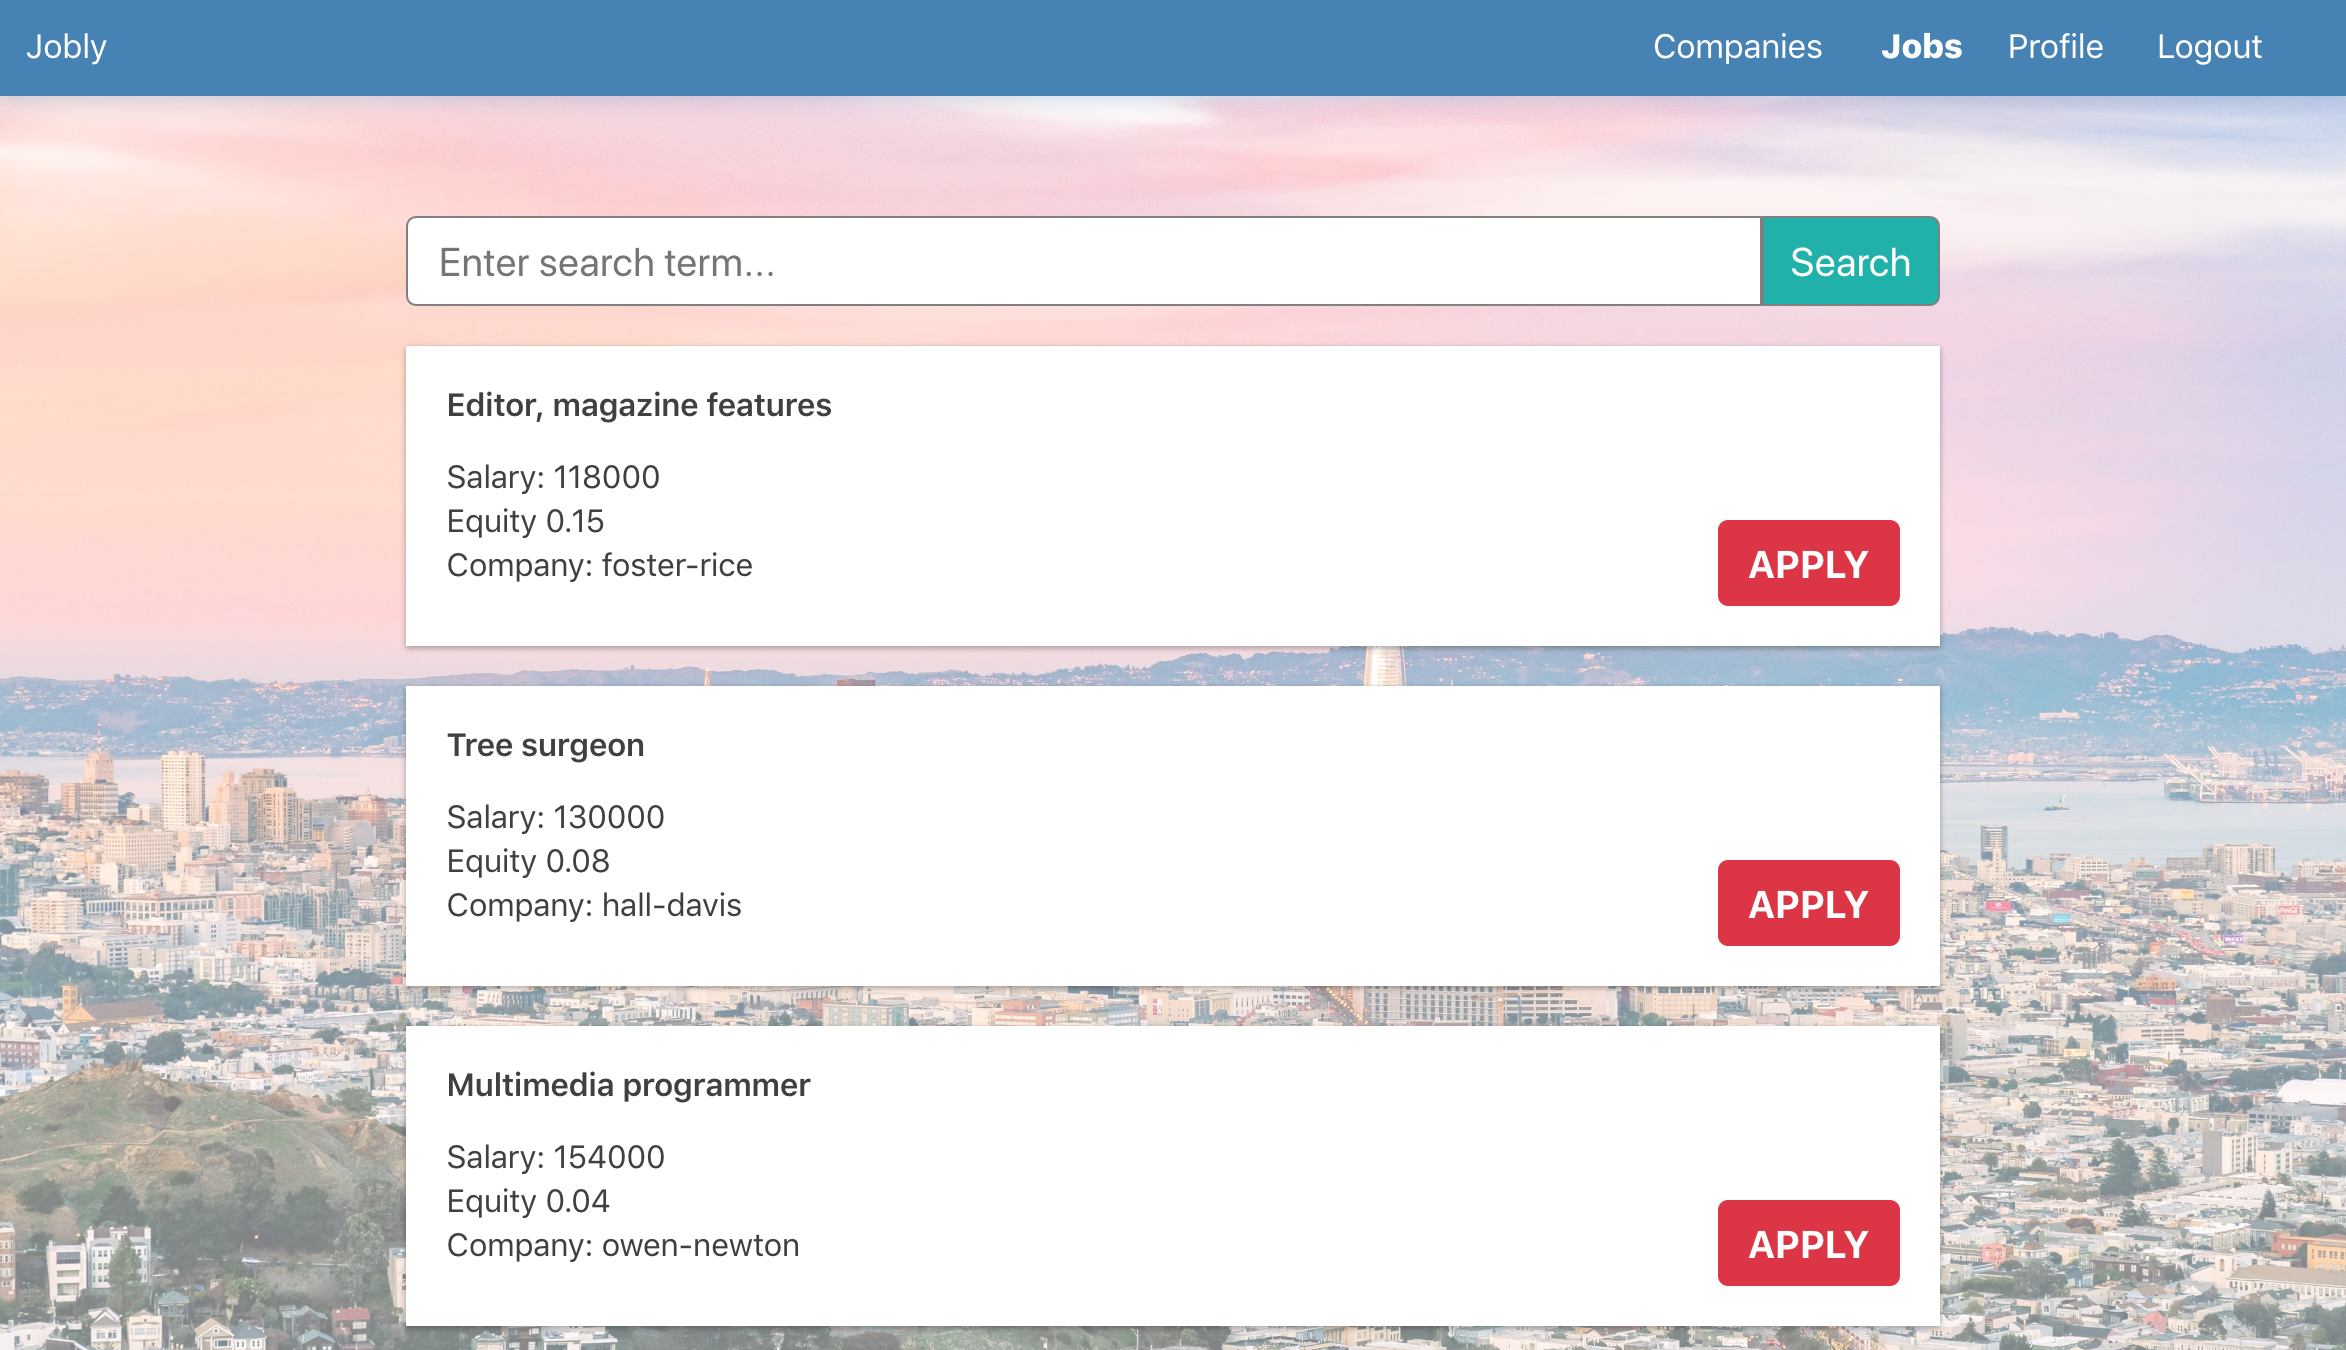 Jobly
Companies Jobs Profile Logout
Enter search term...
Search
Editor, magazine features
Salary: 118000
Equity 0.15
Company: foster-rice
APPLY
Tree surgeon
Salary: 130000
Equity 0.08
Company: hall-davis
APPLY
Multimedia programmer
Salary: 154000
Equity 0.04
Company: owen-newton
APPLY